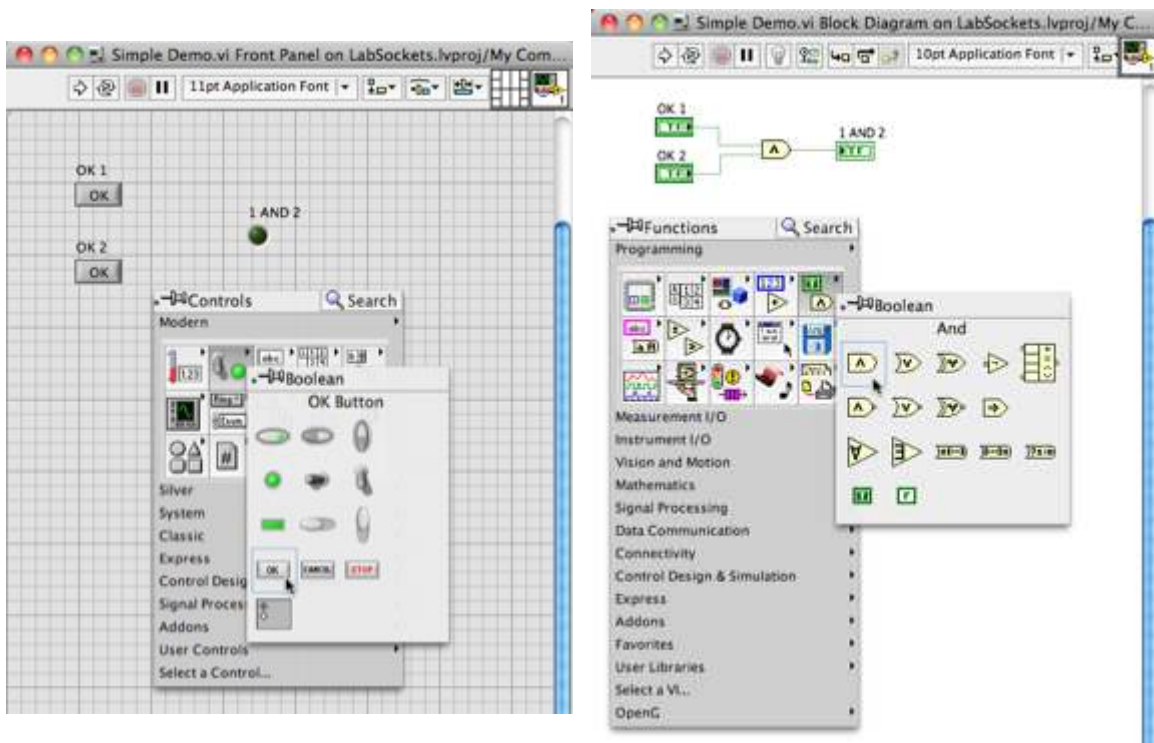 Simple Demo.vi Front Panel on LabSockets.lvproj/My Com...
11pt Application Font
OK 1
OK
1 AND 2
OK 2
OK
Controls
Search
Modern
Boolean
OK Button
OK
CANCEL
STOP
Silver
System
Classic
Express
Control Desig
Signal Proces
Addons
User Controls
Select a Control...
Simple Demo.vi Block Diagram on LabSockets.lvproj/My C...
10pt Application Font
OK 1
TF
1 AND 2
TF
OK 2
TF
Functions
Search
Programming
Boolean
And
Measurement I/O
Instrument I/O
Vision and Motion
Mathematics
Signal Processing
Data Communication
Connectivity
Control Design & Simulation
Express
Addons
Favorites
User Libraries
Select a VI...
OpenG